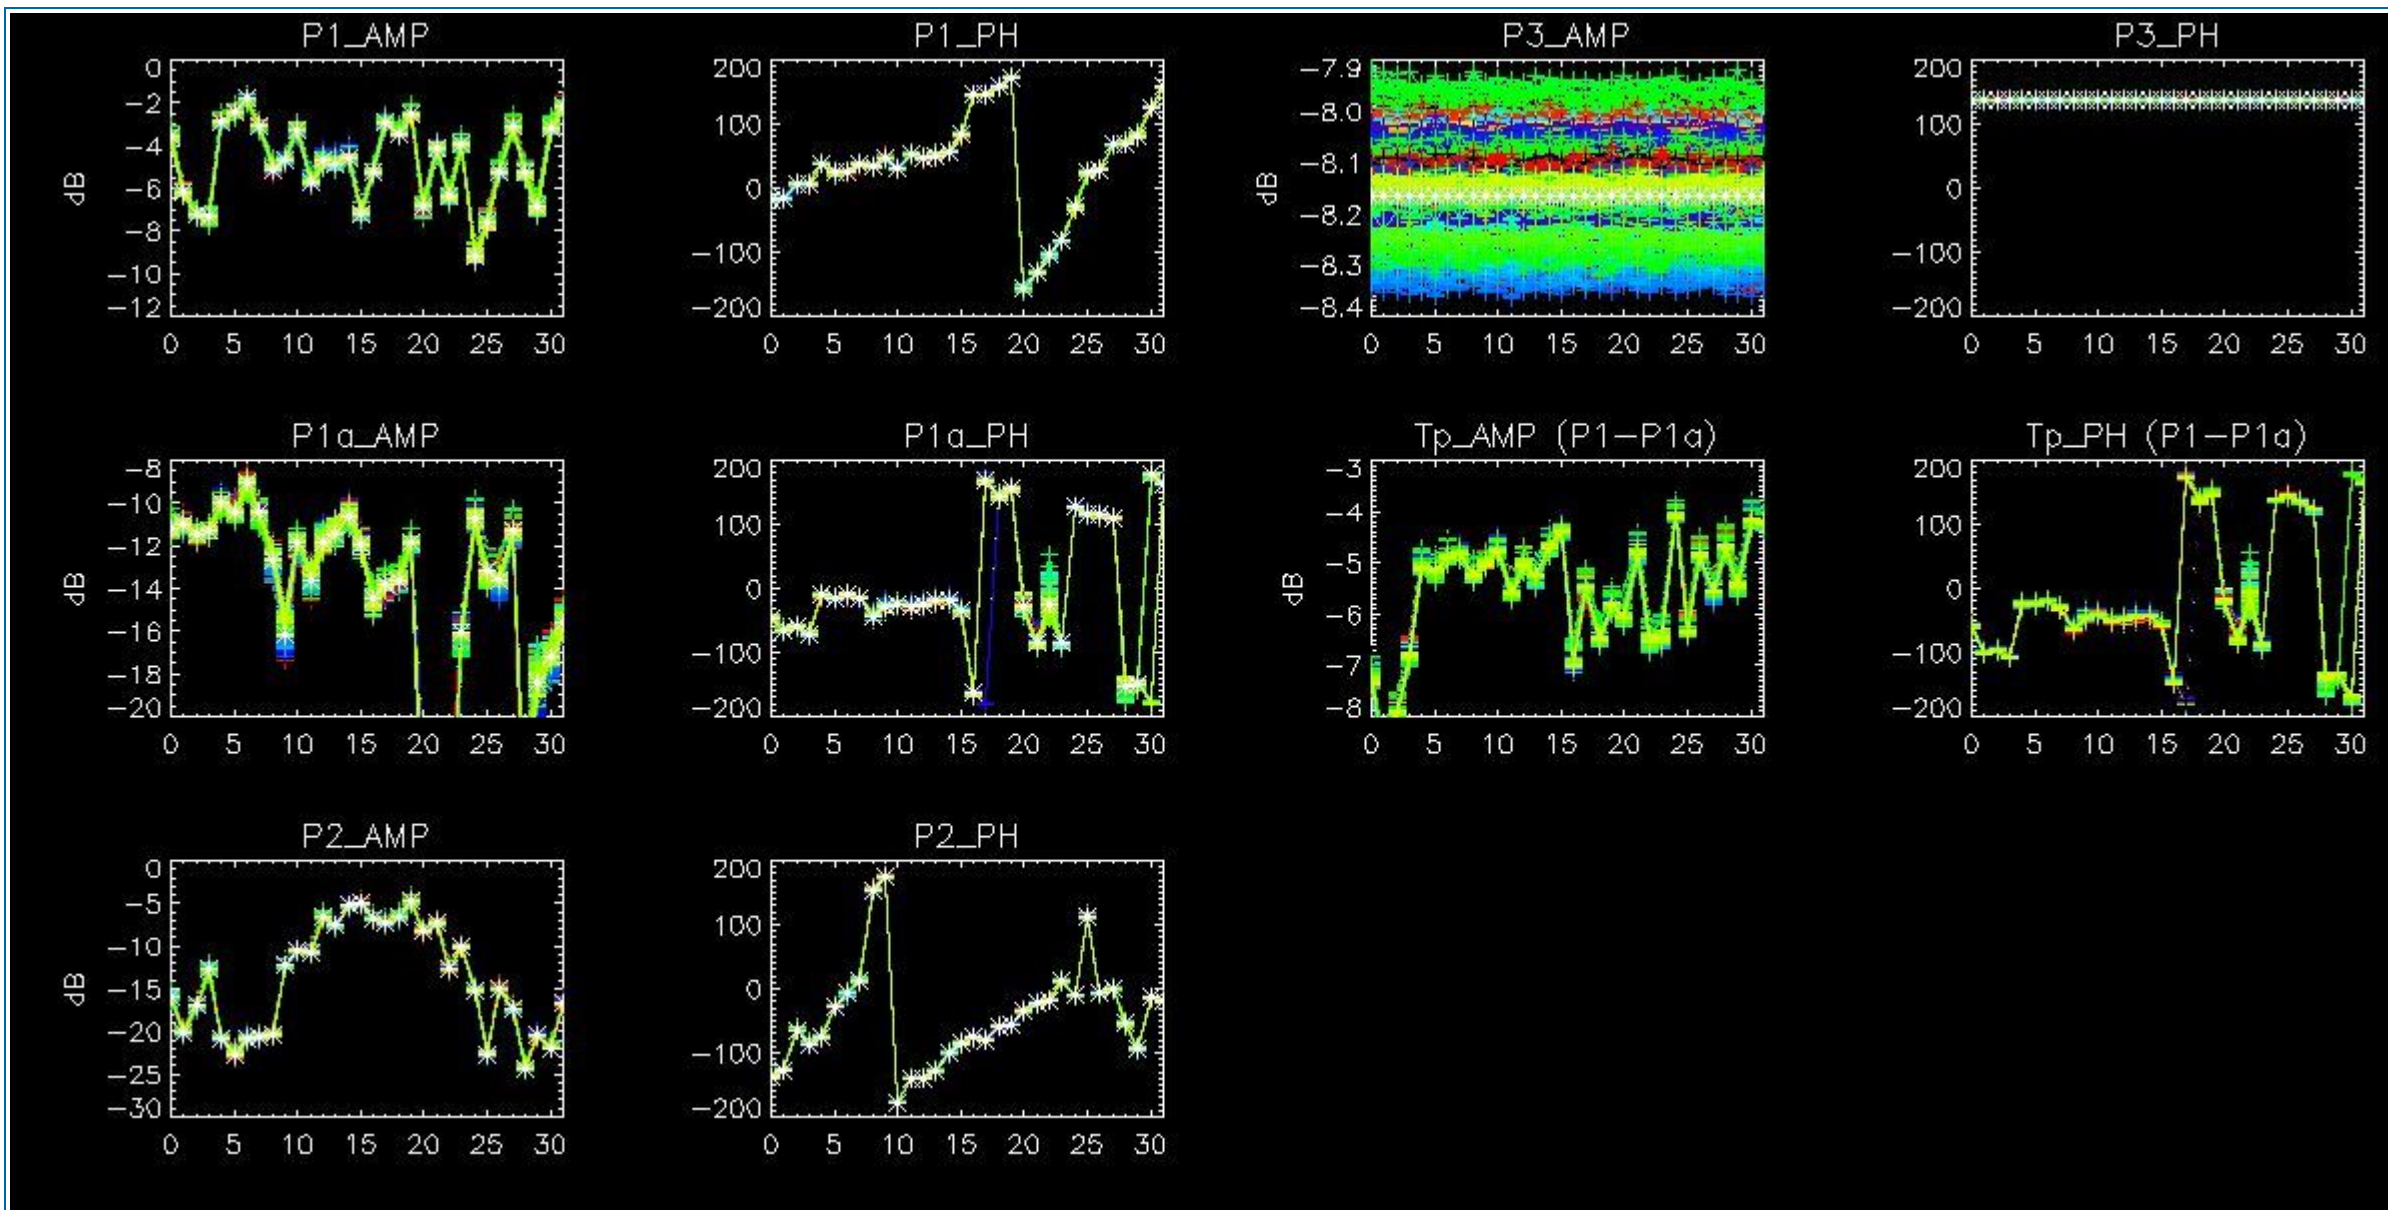 P1_AMP P1_PH P3_AMP P3_PH
0 200 −7.9 200
−2 100 −8.0 100
−4 0 −8.1 0
−6 −100 −8.2 −100
−8 −200 −8.3 −200
−10 −8.4
−12
dB dB
0 5 10 15 20 25 30 0 5 10 15 20 25 30 0 5 10 15 20 25 30 0 5 10 15 20 25 30
P1a_AMP P1a_PH Tp_AMP (P1−P1a) Tp_PH (P1−P1a)
−8 200 −3 200
−10 100 −4 100
−12 0 −5 0
−14 −100 −6 −100
−16 −200 −7 −200
−18 −8
−20
dB dB
0 5 10 15 20 25 30 0 5 10 15 20 25 30 0 5 10 15 20 25 30 0 5 10 15 20 25 30
P2_AMP P2_PH
0 200
−5 100
−10 0
−15 −100
−20 −200
−25
−30
dB
0 5 10 15 20 25 30 0 5 10 15 20 25 30